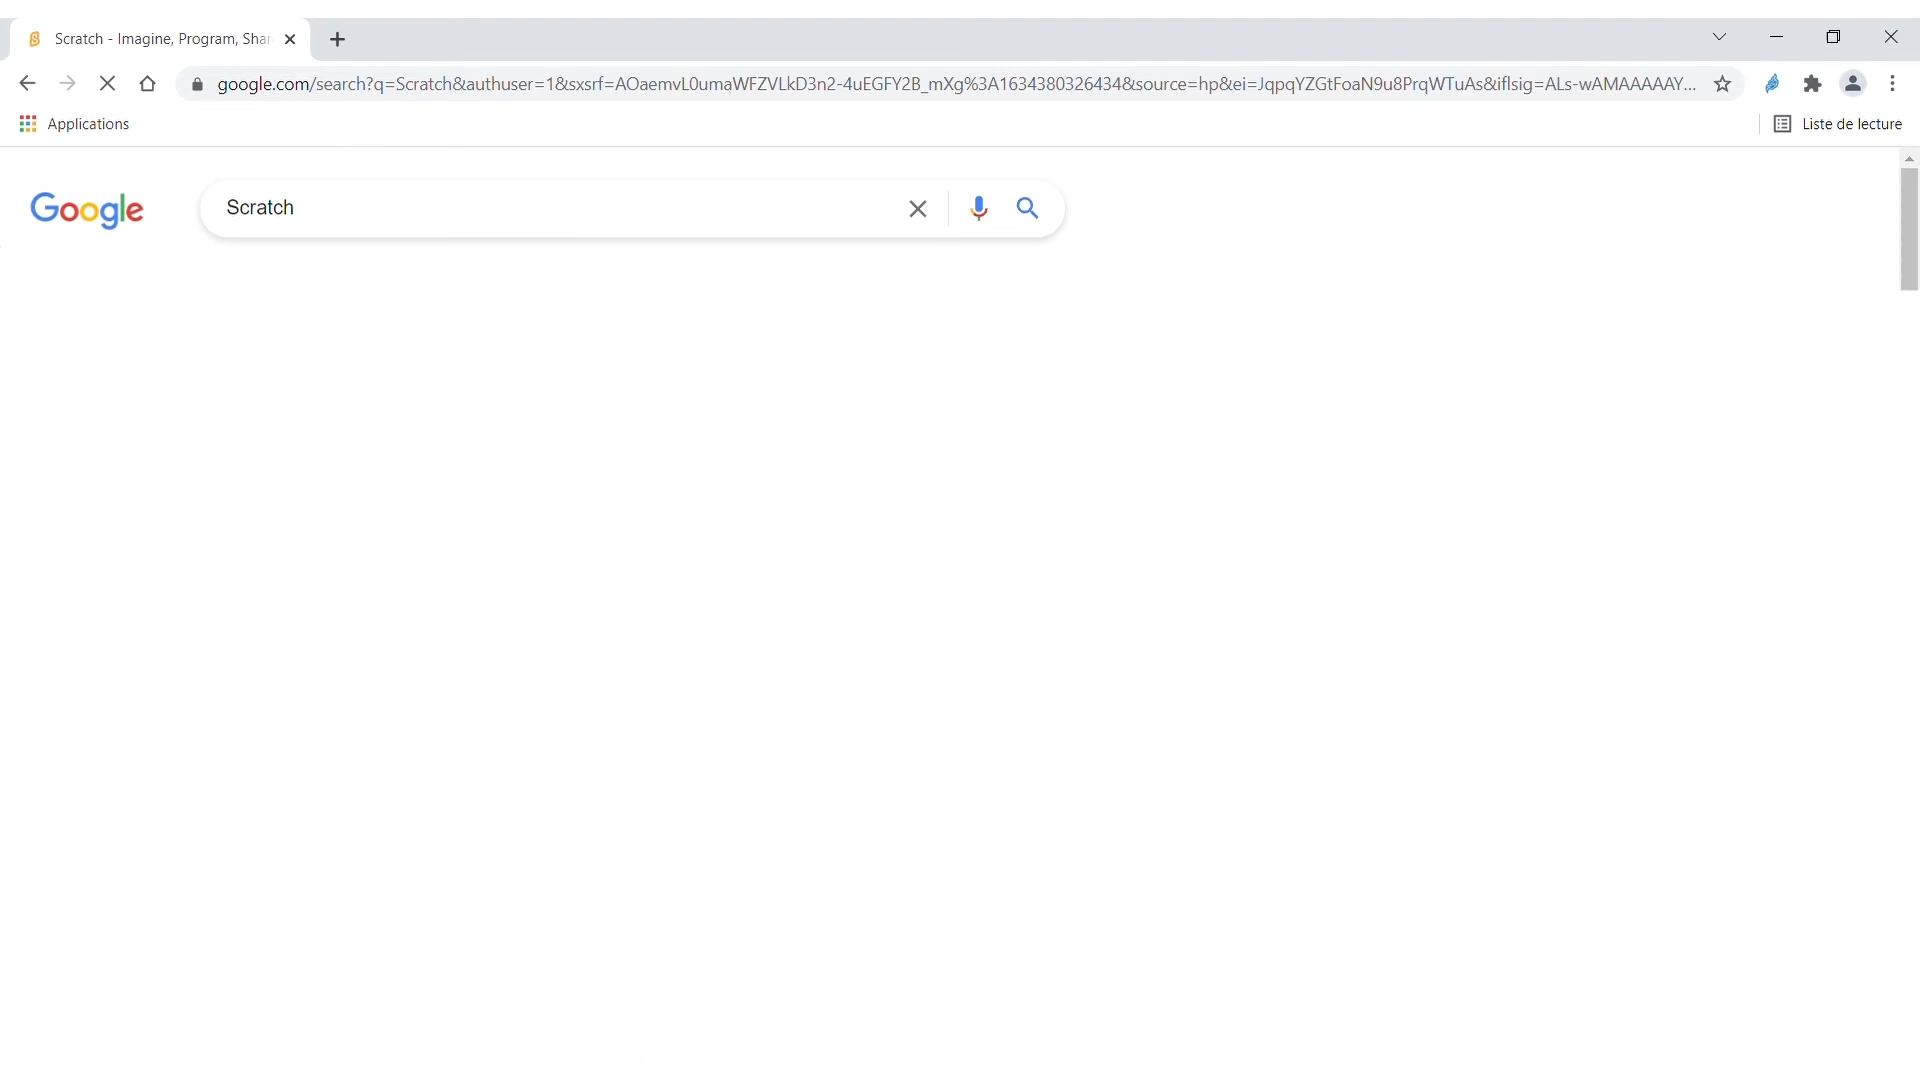 Scratch - Imagine, Program, Shar
google.com/search?q=Scratch&authuser=1&sxsrf=AOaemvL0umaWFZVLkD3n2-4uEGFY2B_mXg%3A1634380326434&source=hp&ei=JqpqYZGtFoaN9u8PrqWTuAs&iflsig=ALs-wAMAAAAAY...
Applications
Liste de lecture
Google
Scratch